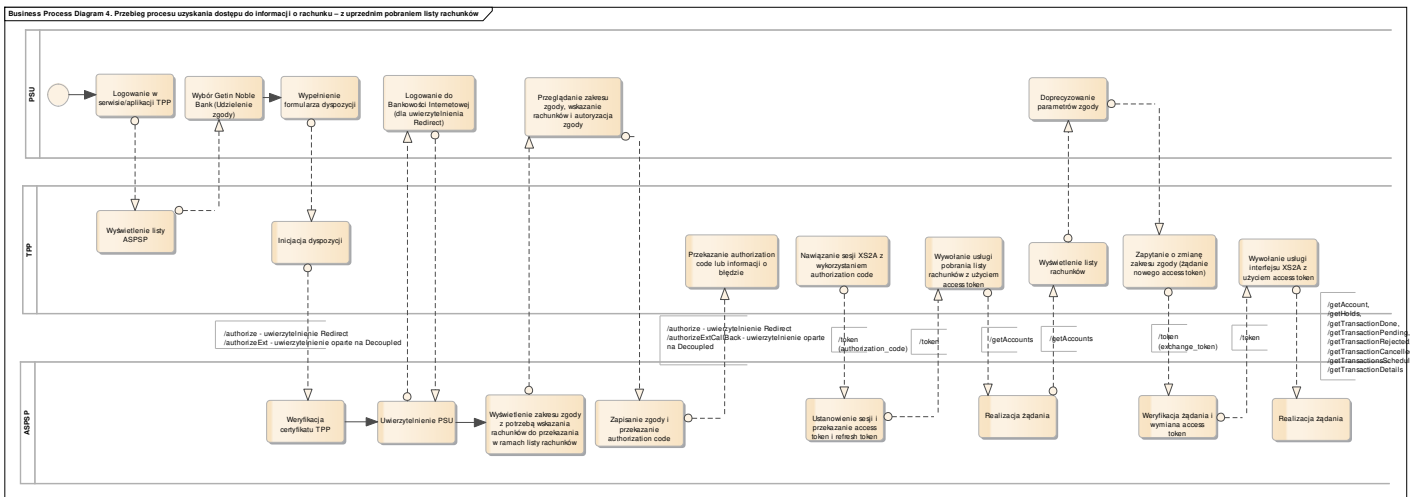 Business Process Diagram 4. Przebieg procesu uzyskania dostępu do informacji o rachunku – z uprzednim pobraniem listy rachunków
PSU
Logowanie w
serwisie/aplikacji TPP
Wybór Getin Noble
Bank (Udzielenie
zgody)
Wypełnienie
formularza dyspozycji
Logowanie do
Bankowości Internetowej
(dla uwierzytelnienia
Redirect)
Przeglądanie zakresu
zgody, wskazanie
rachunków i autoryzacja
zgody
Doprecyzowanie
parametrów zgody
TPP
Wyświetlenie listy
ASPSP
Inicjacja dyspozycji
Przekazanie authorization
code lub informacji o
błędzie
Nawiązanie sesji XS2A z
wykorzystaniem
authorization code
Wywołanie usługi
pobrania listy
rachunków z użyciem
access token
Wyświetlenie listy
rachunków
Zapytanie o zmianę
zakresu zgody (żądanie
nowego access token)
Wywołanie usługi
interfejsu XS2A z
użyciem access token
/authorize - uwierzytelnienie Redirect
/authorizeExt - uwierzytelnienie oparte na Decoupled
/authorize - uwierzytelnienie Redirect
/authorizeExtCallBack - uwierzytelnienie oparte
na Decoupled
/token
(authorization_code)
/token
/getAccounts
/getAccounts
/token
(exchange_token)
/token
/getAccount,
/getHolds,
/getTransactionDone,
/getTransactionPending,
/getTransactionRejected
/getTransactionCancelle
/getTransactionsSchedul
/getTransactionDetails
ASPSP
Weryfikacja
certyfikatu TPP
Uwierzytelnienie PSU
Wyświetlenie zakresu zgody
z potrzebą wskazania
rachunków do przekazania
w ramach listy rachunków
Zapisanie zgody i
przekazanie
authorization code
Ustanowienie sesji i
przekazanie access
token i refresh token
Realizacja żądania
Weryfikacja żądania i
wymiana access
token
Realizacja żądania